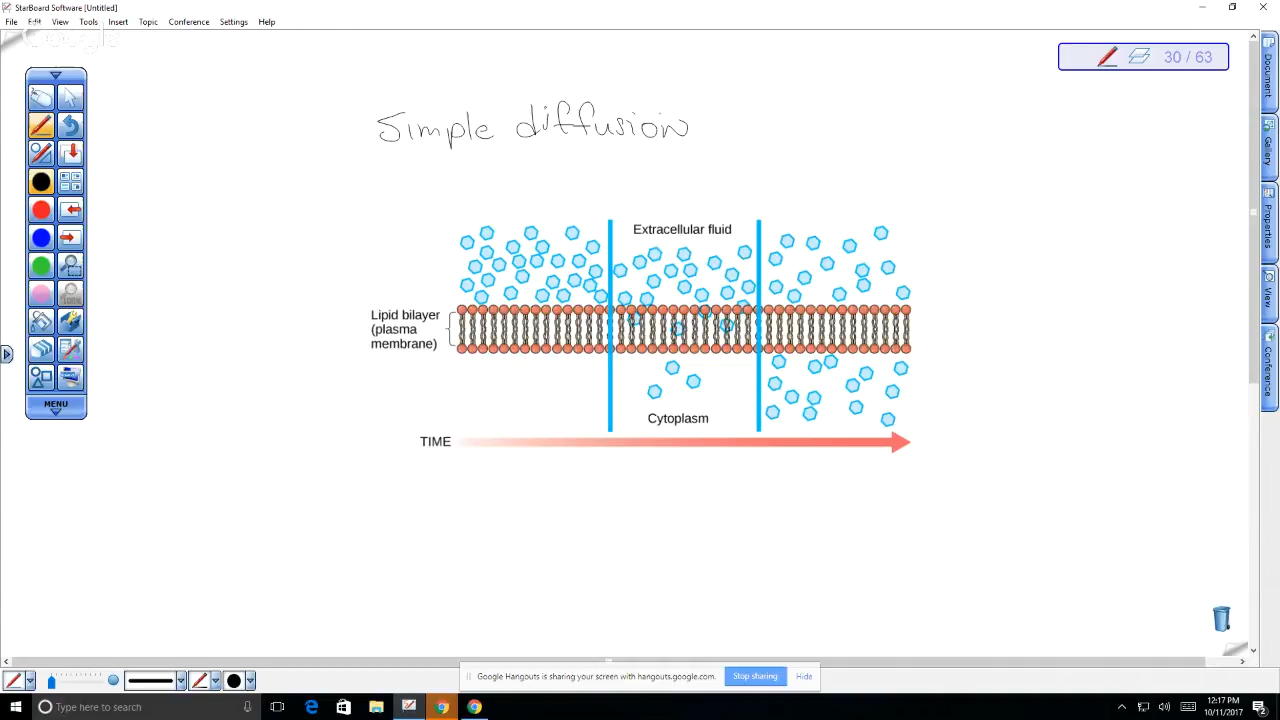 StarBoard Software [Untitled]
File Edit View Tools Insert Topic Conference Settings Help
Google
30 / 63
Document
Gallery
Properties
View
Conference
MENU
Simple diffusion
Extracellular fluid
Lipid bilayer
(plasma
membrane)
Cytoplasm
TIME
Google Hangouts is sharing your screen with hangouts.google.com. Stop sharing Hide
Type here to search
12:17 PM
10/11/2017
2